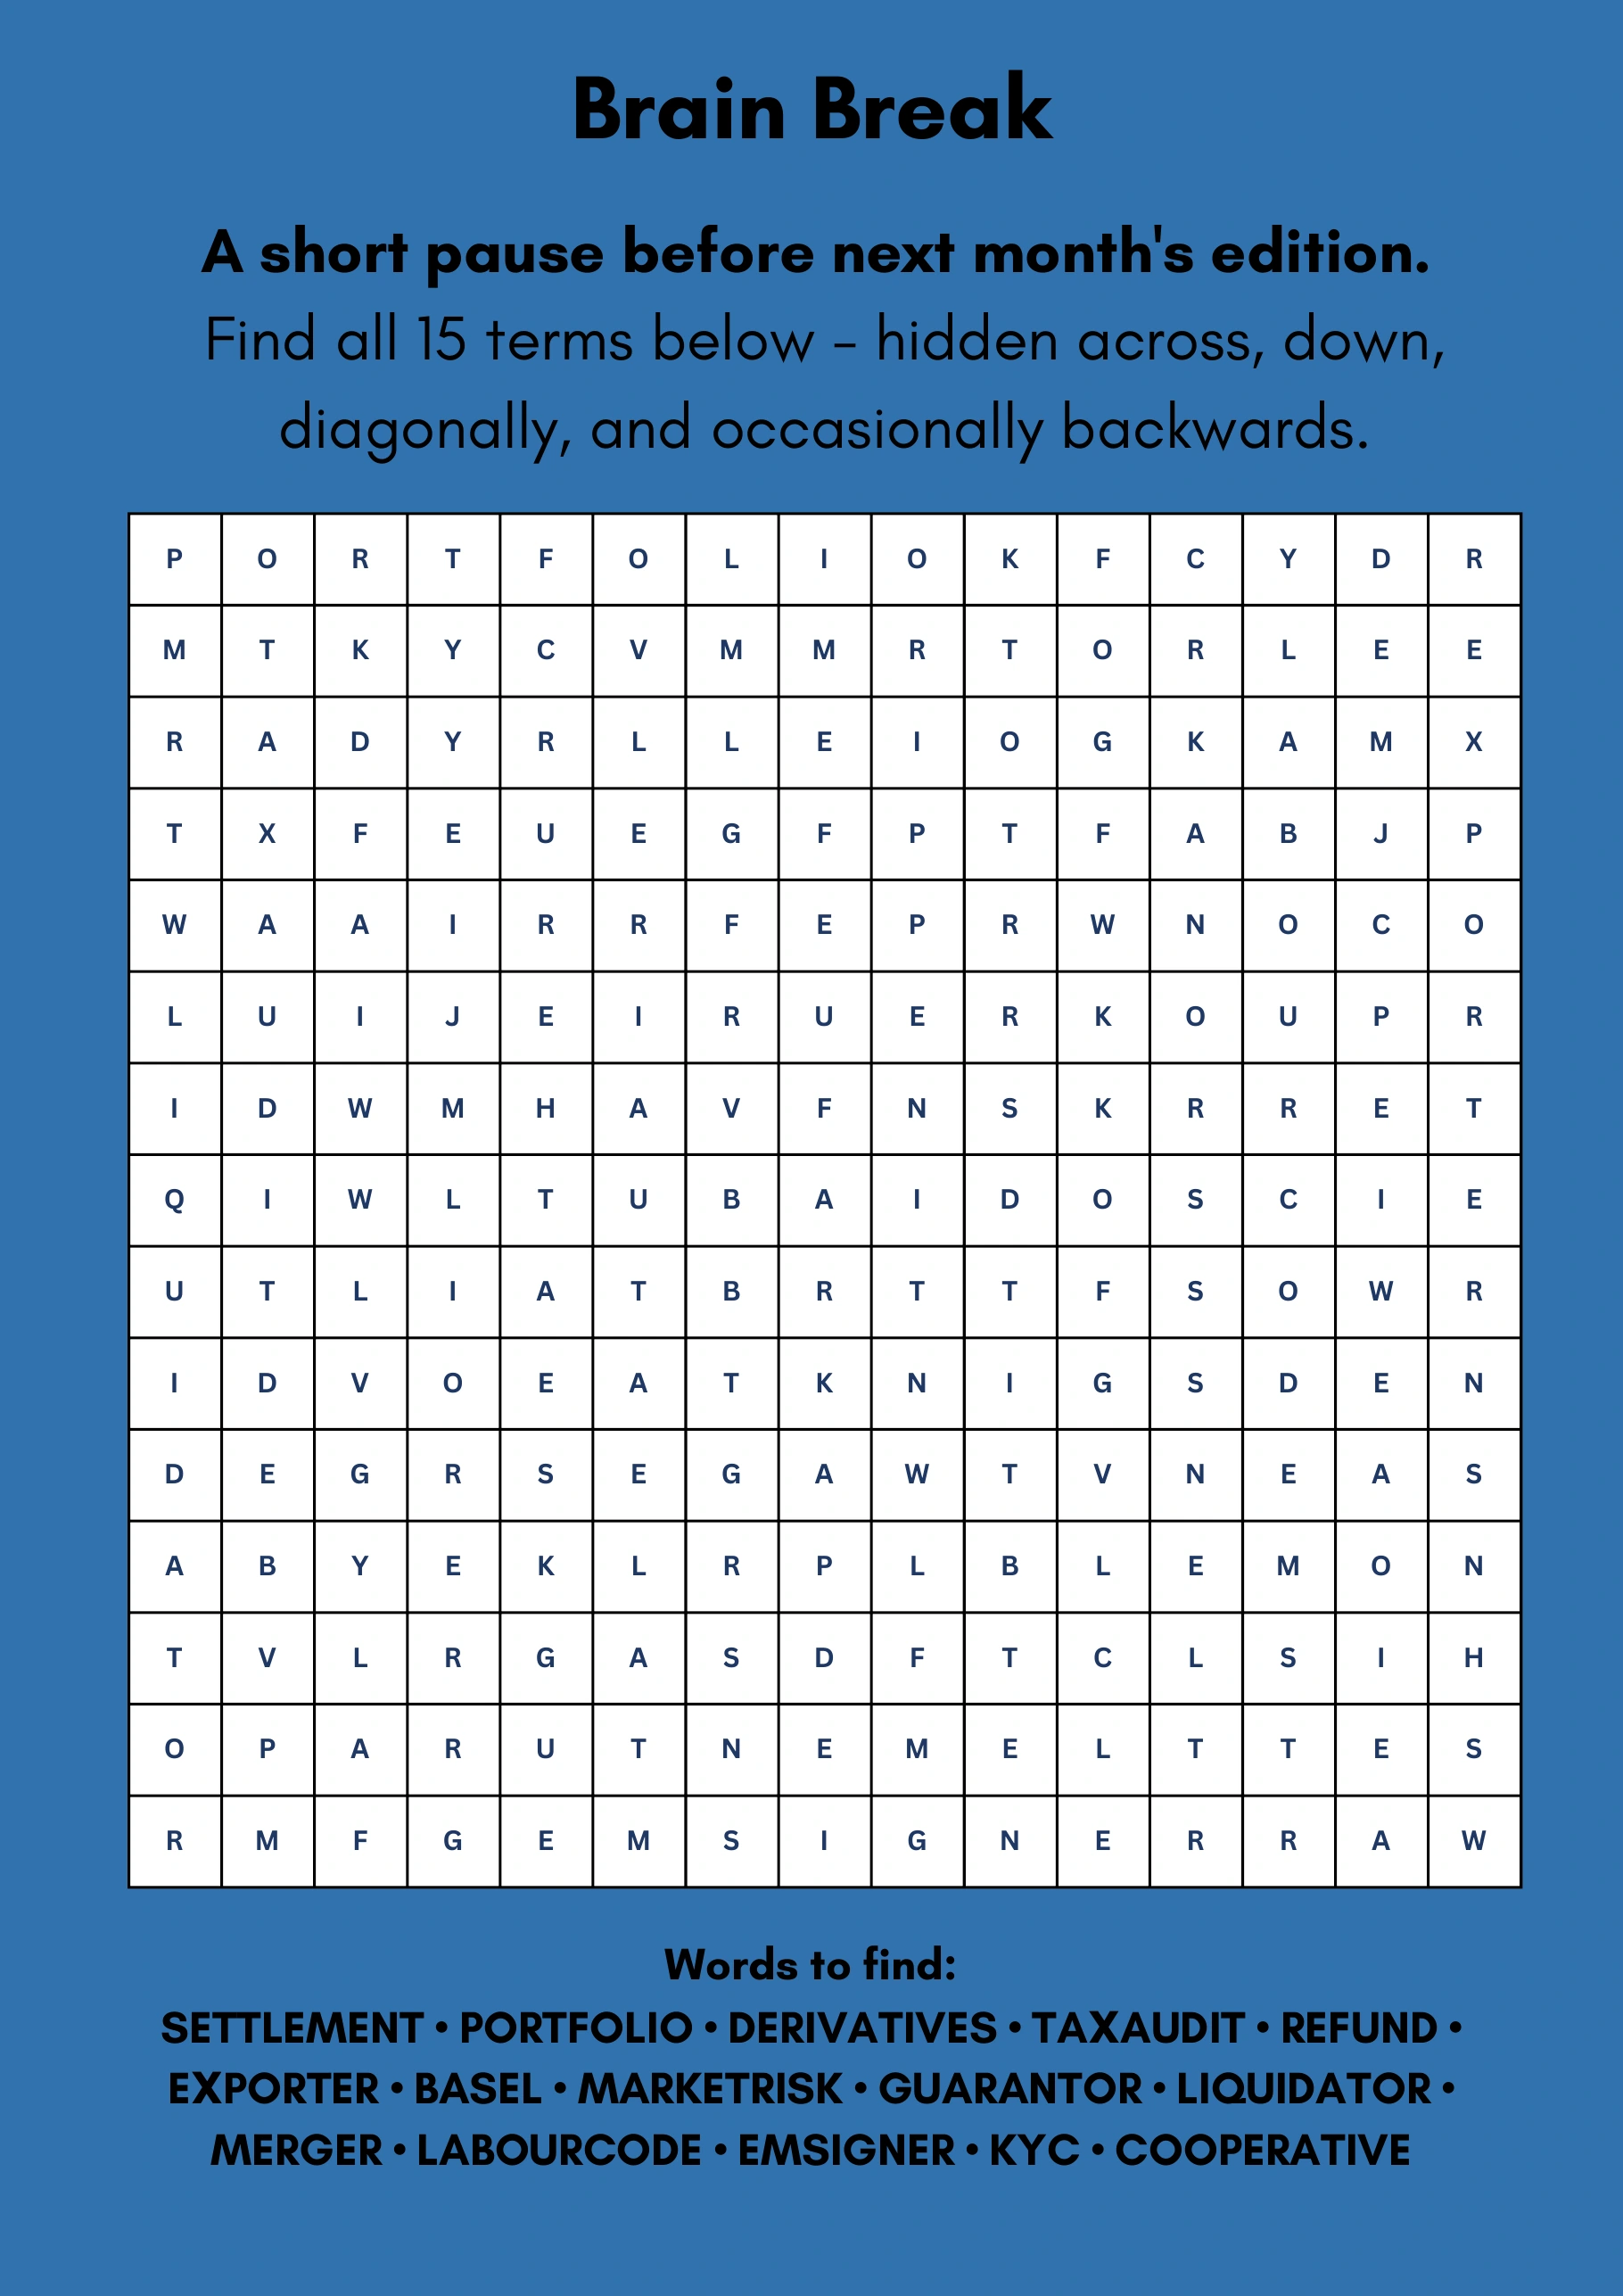 Brain Break
A short pause before next month's edition.
Find all 15 terms below – hidden across, down,
diagonally, and occasionally backwards.
P O R T F O L I O K F C Y D R
M T K Y C V M M R T O R L E E
R A D Y R L L E I O G K A M X
T X F E U E G F P T F A B J P
W A A I R R F E P R W N O C O
L U I J E I R U E R K O U P R
I D W M H A V F N S K R R E T
Q I W L T U B A I D O S C I E
U T L I A T B R T T F S O W R
I D V O E A T K N I G S D E N
D E G R S E G A W T V N E A S
A B Y E K L R P L B L E M O N
T V L R G A S D F T C L S I H
O P A R U T N E M E L T T E S
R M F G E M S I G N E R R A W
Words to find:
SETTLEMENT • PORTFOLIO • DERIVATIVES • TAXAUDIT • REFUND •
EXPORTER • BASEL • MARKETRISK • GUARANTOR • LIQUIDATOR •
MERGER • LABOURCODE • EMSIGNER • KYC • COOPERATIVE